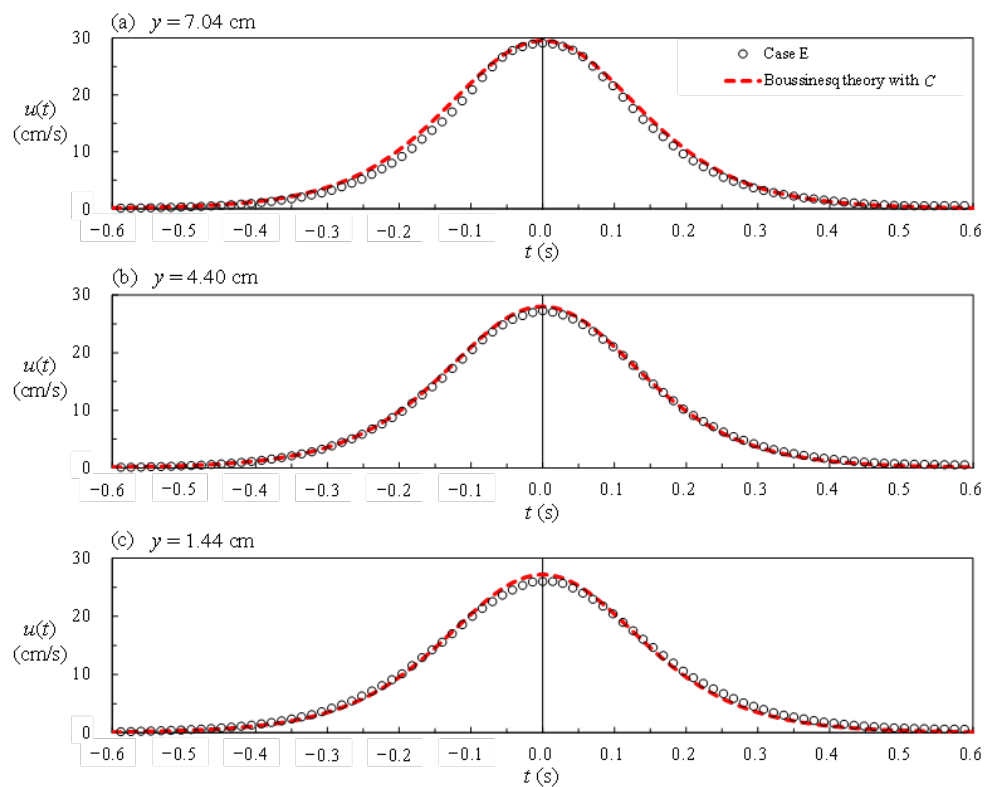 (a) y = 7.04 cm
30
20
10
0
u(t)
(cm/s)
Case E
Boussinesq theory with C
−0.6 −0.5 −0.4 −0.3 −0.2 −0.1 0.0 0.1 0.2 0.3 0.4 0.5 0.6
t (s)
(b) y = 4.40 cm
30
20
10
0
u(t)
(cm/s)
−0.6 −0.5 −0.4 −0.3 −0.2 −0.1 0.0 0.1 0.2 0.3 0.4 0.5 0.6
t (s)
(c) y = 1.44 cm
30
20
10
0
u(t)
(cm/s)
−0.6 −0.5 −0.4 −0.3 −0.2 −0.1 0.0 0.1 0.2 0.3 0.4 0.5 0.6
t (s)